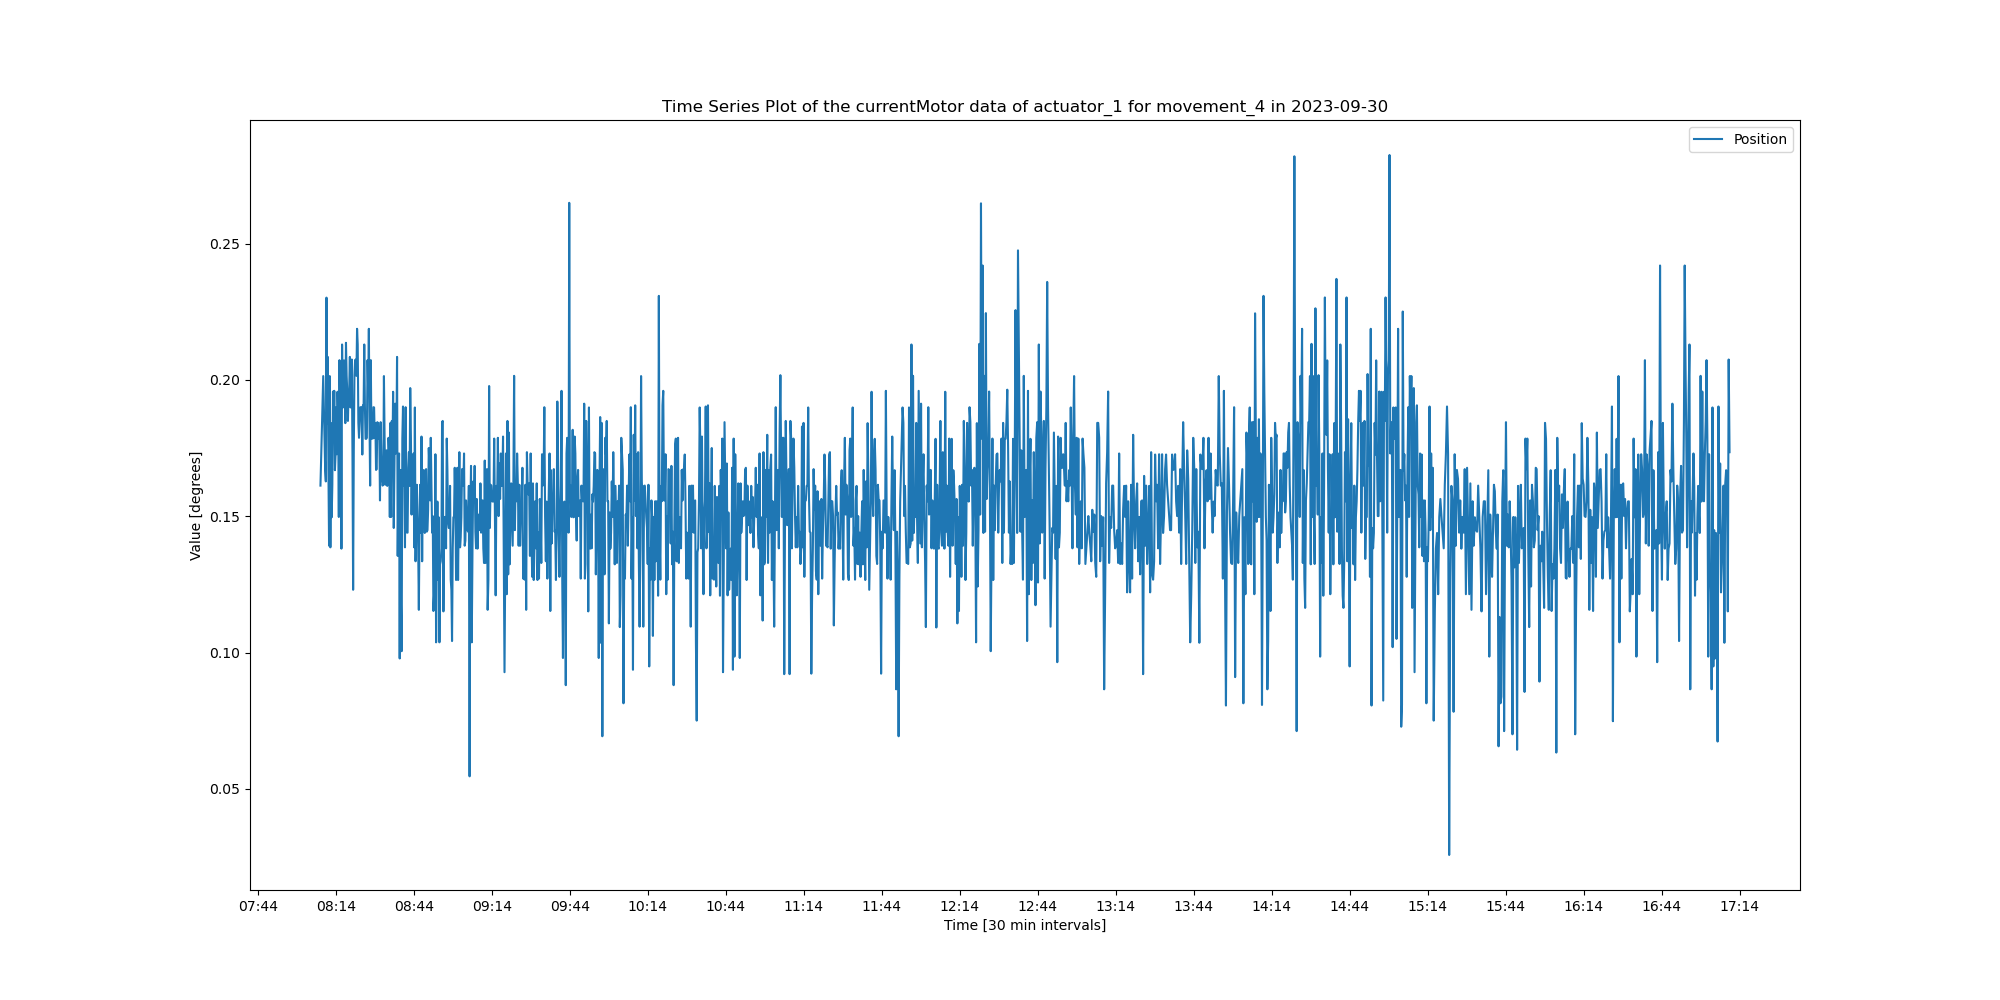 Time Series Plot of the currentMotor data of actuator_1 for movement_4 in 2023-09-30
Position
0.25
0.20
0.15
0.10
0.05
Value [degrees]
07:44 08:14 08:44 09:14 09:44 10:14 10:44 11:14 11:44 12:14 12:44 13:14 13:44 14:14 14:44 15:14 15:44 16:14 16:44 17:14
Time [30 min intervals]